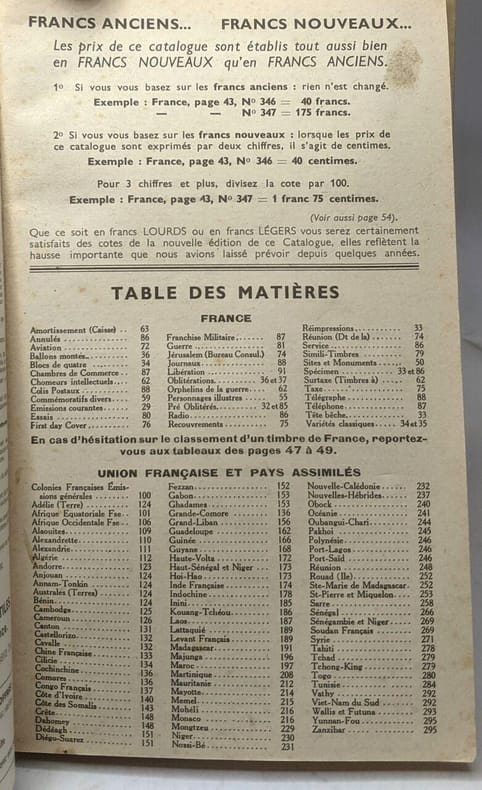 FRANCS ANCIENS... FRANCS NOUVEAUX...
Les prix de ce catalogue sont établis tout aussi bien
en FRANCS NOUVEAUX qu'en FRANCS ANCIENS.
1º Si vous vous basez sur les francs anciens : rien n'est changé.
Exemple : France, page 43, Nº 346 = 40 francs.
— — Nº 347 = 175 francs.
2º Si vous vous basez sur les francs nouveaux : lorsque les prix de
ce catalogue sont exprimés par deux chiffres, il s'agit de centimes.
Exemple : France, page 43, Nº 346 = 40 centimes.
Pour 3 chiffres et plus, divisez la cote par 100.
Exemple : France, page 43, Nº 347 = 1 franc 75 centimes.
(Voir aussi page 54).
Que ce soit en francs LOURDS ou en francs LÉGERS vous serez certainement
satisfaits des cotes de la nouvelle édition de ce Catalogue, elles reflètent la
hausse importante que nous avions laissé prévoir depuis quelques années.
TABLE DES MATIÈRES
FRANCE
Amortissement (Caisse) .. 63
Annulés ............ 86
Aviation ............ 72
Ballons montés.. ........ 36
Blocs de quatre ........ 34
Chambres de Commerce .. 87
Chomeurs intellectuels.... 62
Colis Postaux ......... 88
Commémoratifs divers .... 59
Emissions courantes ..... 29
Essais ............ 80
First day Cover ........ 76
Franchise Militaire........ 87
Guerre ............ 81
Jérusalem (Bureau Consul.) 74
Journaux ............ 88
Libération ............ 91
Oblitérations....... 36 et 37
Orphelins de la guerre .... 62
Personnages illustres .... 55
Pré Oblitérés....... 32 et 85
Radio ............ 86
Recouvrements ........ 75
Réimpressions........... 33
Réunion (Dt de la) ....... 74
Service ............ 86
Simili-Timbres ......... 79
Sites et Monuments ...... 50
Spécimen ......... 33 et 86
Surtaxe (Timbres à) ..... 62
Taxe............ 75
Télégraphe ............ 88
Téléphone ............ 87
Tête bêche............ 33
Variétés classiques ..... 34 et 35
En cas d'hésitation sur le classement d'un timbre de France, reportez-
vous aux tableaux des pages 47 à 49.
UNION FRANÇAISE ET PAYS ASSIMILÉS
Colonies Françaises Émis-
sions générales ........ 100
Adélie (Terre) .......... 124
Afrique Equatoriale Fse.. 101
Afrique Occidentale Fse.. 106
Alaouites ............ 109
Alexandrette .......... 110
Alexandrie............ 111
Algérie ............ 112
Andorre............ 123
Anjouan ............ 124
Annam-Tonkin ........ 124
Australes (Terres) ...... 124
Bénin............ 124
Cambodge............ 125
Cameroun ............ 126
Canton ............ 131
Castellorizo............ 132
Cavalle ............ 132
Chine Française ........ 133
Cilicie ............ 134
Cochinchine ............ 136
Comores ............ 136
Congo Français ........ 137
Côte d'Ivoire.......... 140
Côte des Somalis ........ 143
Crête............ 148
Dahomey ............ 148
Dédéagh ............ 151
Diégo-Suarez .......... 151
Fezzan............ 152
Gabon............ 153
Ghadamès ............ 153
Grande-Comore ........ 156
Grand-Liban .......... 156
Guadeloupe ............ 162
Guinée ............ 166
Guyane ............ 168
Haute-Volta .......... 172
Haut-Sénégal et Niger .. 173
Hoi-Hao............ 173
Inde Française ........ 174
Indochine ............ 178
Inini............ 185
Kouang-Tchéou........ 186
Laos............ 187
Lattaquié ............ 189
Levant Français ........ 189
Madagascar............ 191
Majunga ............ 196
Maroc ............ 197
Martinique ............ 208
Mauritanie............ 212
Mayotte............ 214
Memel ............ 215
Mohéli ............ 216
Monaco ............ 216
Mongtzeu............ 229
Niger............ 230
Nossi-Bé............ 231
Nouvelle-Calédonie ...... 232
Nouvelles-Hébrides...... 237
Obock ............ 240
Océanie............ 241
Oubangui-Chari........ 244
Pakhoi ............ 245
Polynésie ............ 246
Port-Lagos ............ 246
Port-Saïd ............ 246
Réunion ............ 248
Rouad (Ile)............ 252
Ste-Marie de Madagascar. 252
St-Pierre et Miquelon.... 253
Sarre ............ 258
Sénégal ............ 266
Sénégambie et Niger .... 269
Soudan Français ........ 269
Syrie............ 271
Tahiti ............ 278
Tchad ............ 279
Tchong-King .......... 279
Togo............ 280
Tunisie ............ 284
Vathy ............ 292
Viet-Nam du Sud ...... 292
Wallis et Futuna ........ 293
Yunnan-Fou............ 295
Zanzibar ............ 295